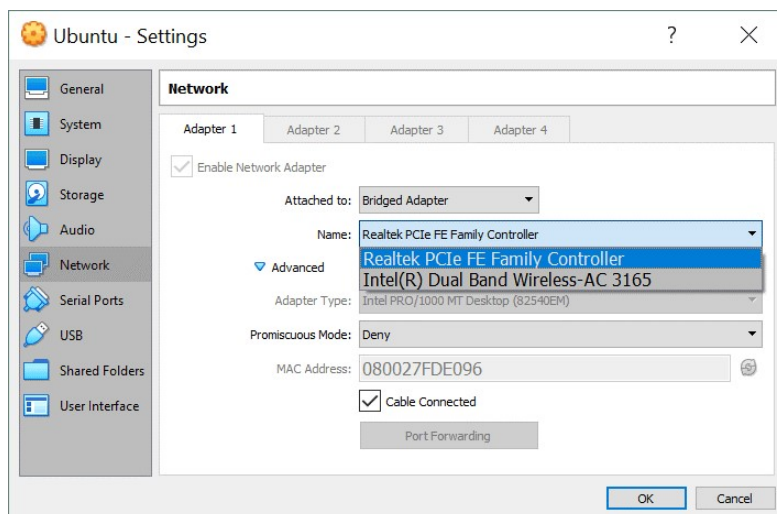 Ubuntu - Settings
?
General
System
Display
Storage
Audio
Network
Serial Ports
USB
Shared Folders
User Interface
Network
Adapter 1 Adapter 2 Adapter 3 Adapter 4
Enable Network Adapter
Attached to: Bridged Adapter
Name: Realtek PCIe FE Family Controller
Realtek PCIe FE Family Controller
Intel(R) Dual Band Wireless-AC 3165
Advanced
Adapter Type: Intel PRO/1000 MT Desktop (82540EM)
Promiscuous Mode: Deny
MAC Address: 080027FDE096
Cable Connected
Port Forwarding
OK Cancel